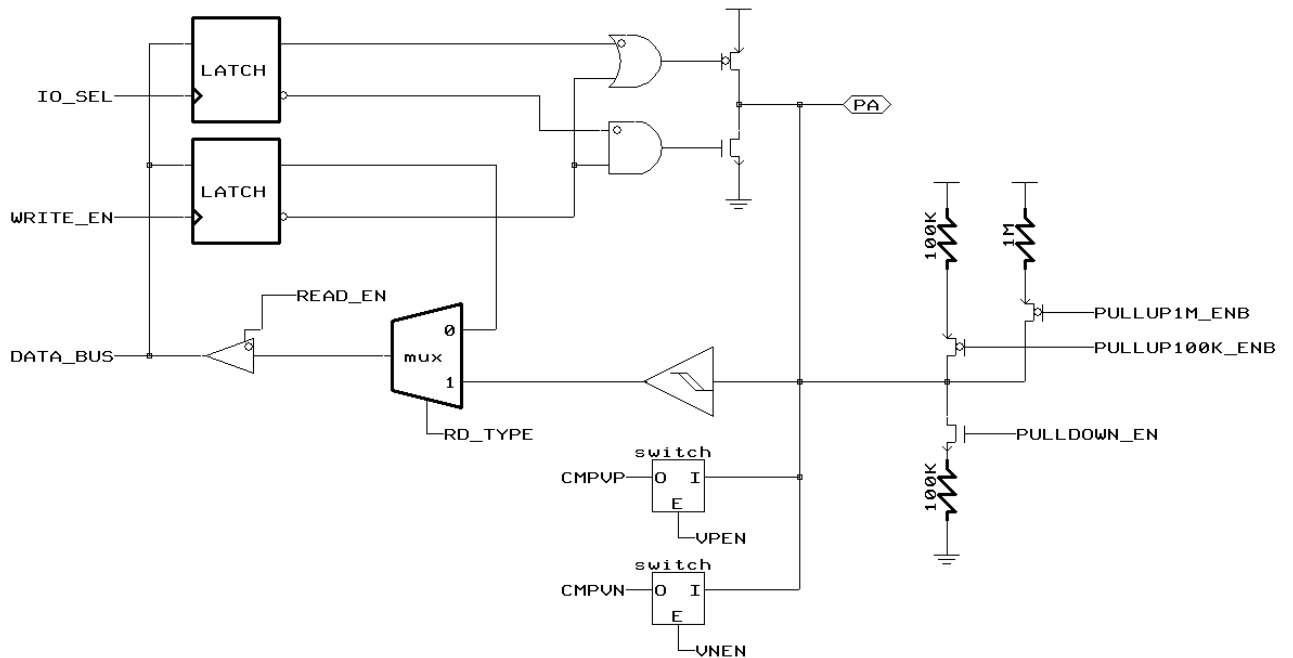 LATCH
IO_SEL
PA
LATCH
WRITE_EN
100K
1M
READ_EN
PULLUP1M_ENB
0
DATA_BUS
mux
PULLUP100K_ENB
1
RD_TYPE
PULLDOWN_EN
switch
CMPVP
O I
E
100K
VPEN
switch
CMPVN
O I
E
VNEN